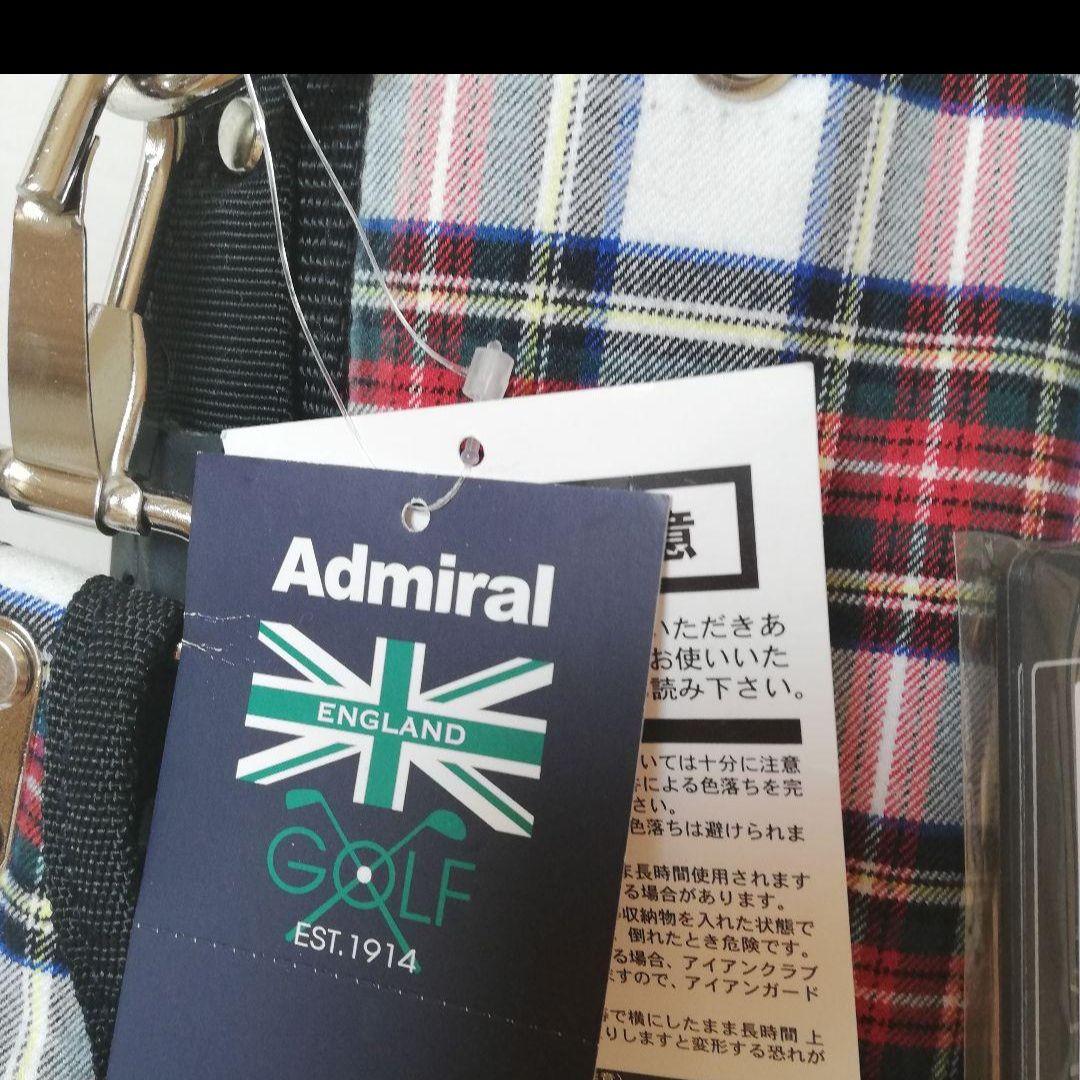 Admiral
ENGLAND
GOLF
EST.1914
意
いただきあ
お使いいた
読み下さい。
いては十分に注意
による色落ちを完
さい。
色落ちは避けられま
ま長時間使用されます
る場合があります。
収納物を入れた状態で
倒れたとき危険です。
る場合、アイアンクラブ
ますので、アイアンガード
で横にしたまま長時間 上
りしますと変形する恐れが